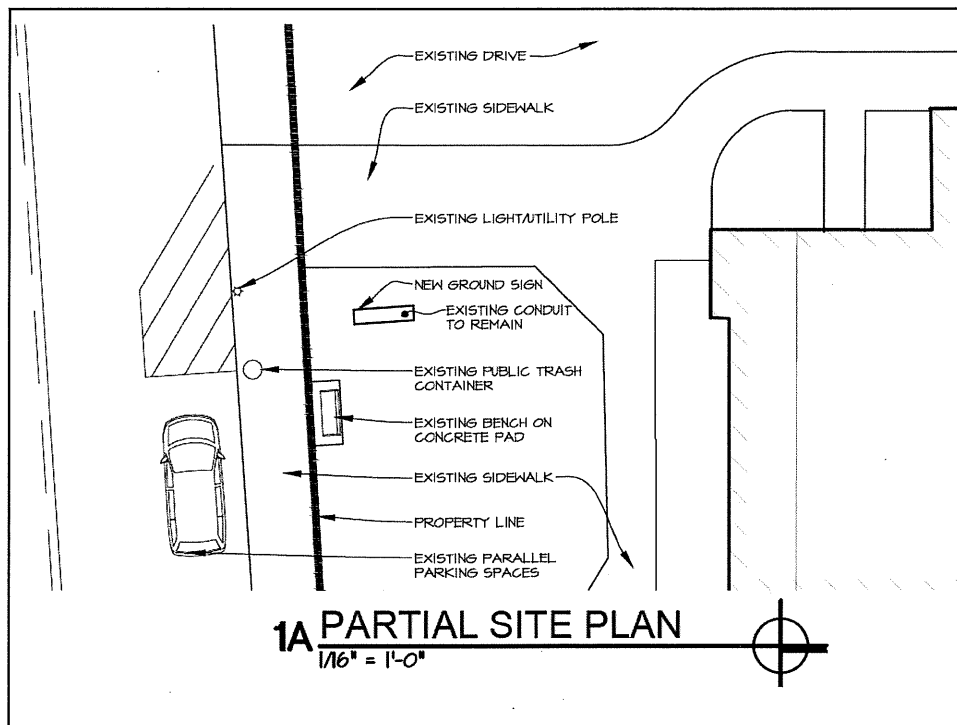 EXISTING DRIVE
EXISTING SIDEWALK
EXISTING LIGHT/UTILITY POLE
NEW GROUND SIGN
EXISTING CONDUIT
TO REMAIN
EXISTING PUBLIC TRASH
CONTAINER
EXISTING BENCH ON
CONCRETE PAD
EXISTING SIDEWALK
PROPERTY LINE
EXISTING PARALLEL
PARKING SPACES
1A PARTIAL SITE PLAN
1/16" = 1'-0"